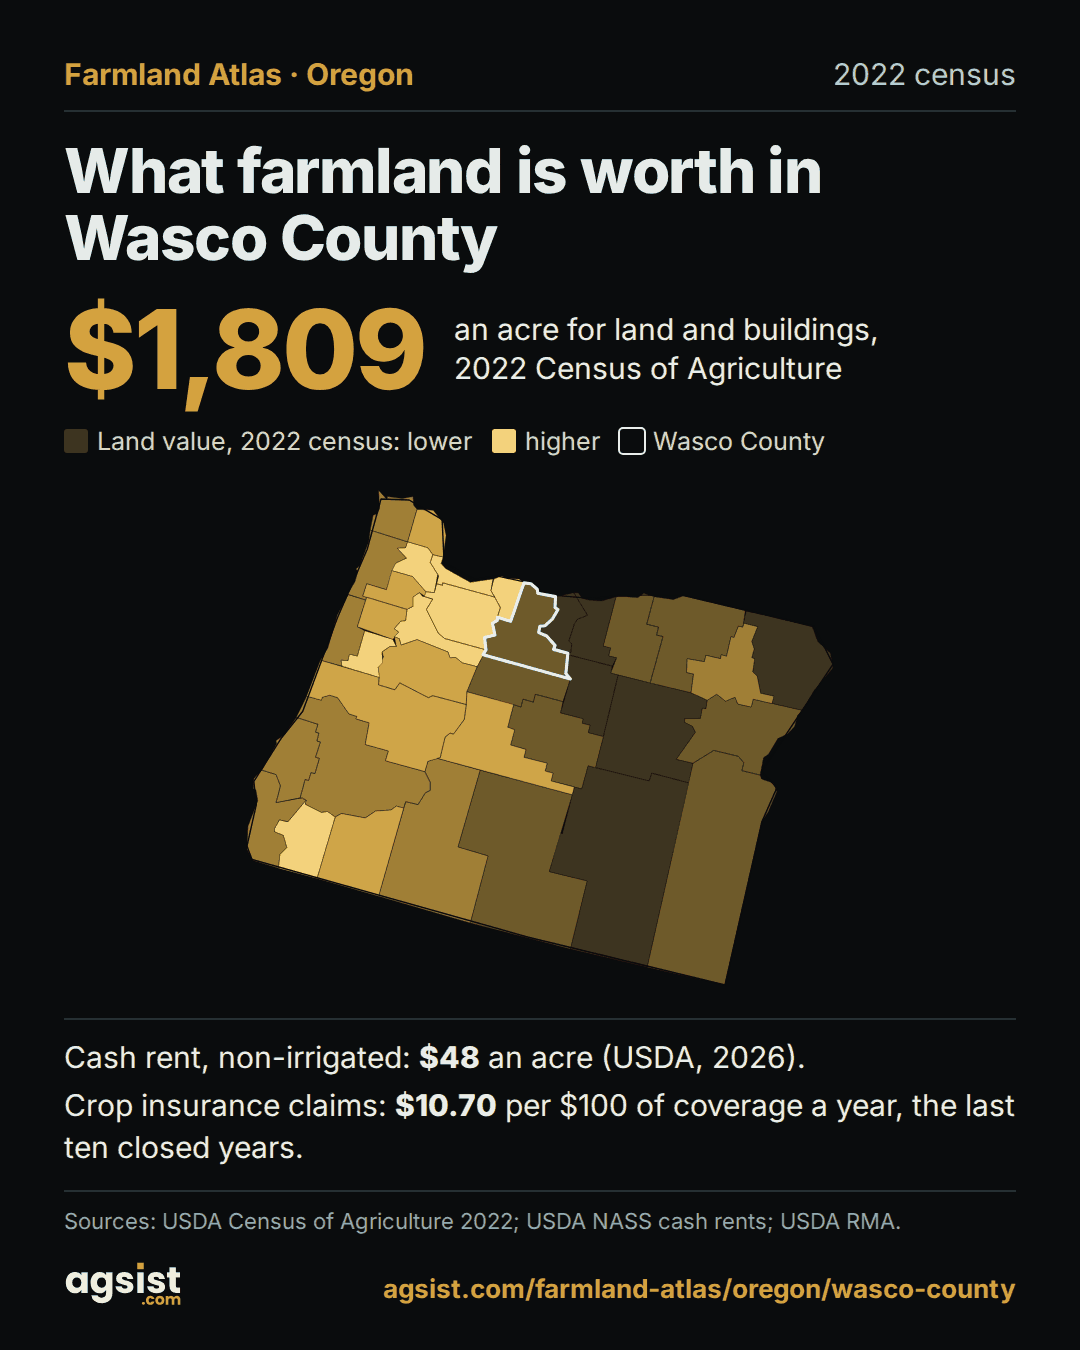 Farmland Atlas · Oregon
2022 census
What farmland is worth in
Wasco County
$1,809
an acre for land and buildings,
2022 Census of Agriculture
Land value, 2022 census: lower
higher
Wasco County
Cash rent, non-irrigated: $48 an acre (USDA, 2026).
Crop insurance claims: $10.70 per $100 of coverage a year, the last
ten closed years.
Sources: USDA Census of Agriculture 2022; USDA NASS cash rents; USDA RMA.
agsist
.com
agsist.com/farmland-atlas/oregon/wasco-county